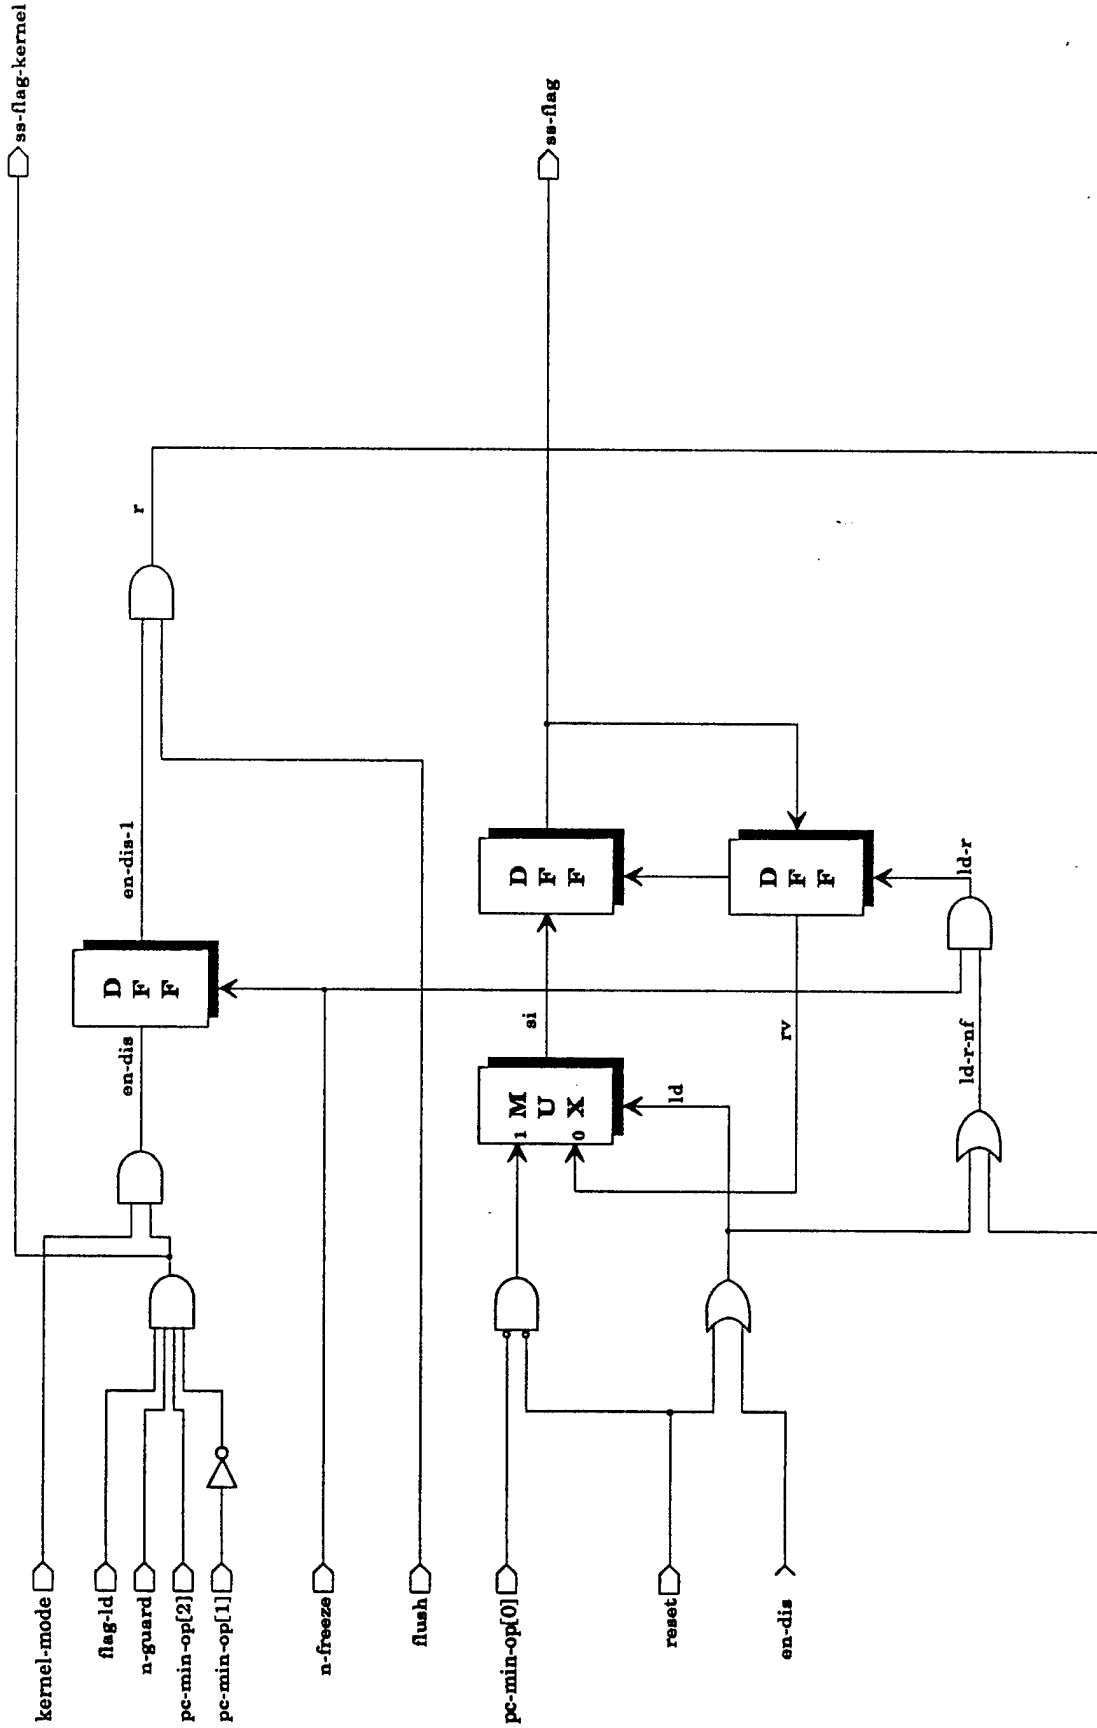 ss-flag-kernel
ss-flag
r
en-dis-1
D F F
en-dis
D F F
D F F
ld-r
si
rv
ld-r-nf
M U X
1
0
ld
kernel-mode
flag-ld
n-guard
pc-min-op[2]
pc-min-op[1]
n-freeze
flush
pc-min-op[0]
reset
en-dis